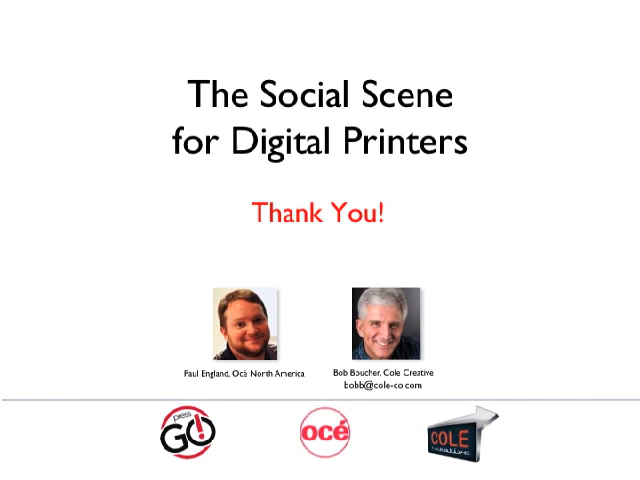 The Social Scene
for Digital Printers
Thank You!
Paul England, Océ North America
Bob Boucher, Cole Creative
bobb@cole-co.com
press
GO!
océ
COLE
creative